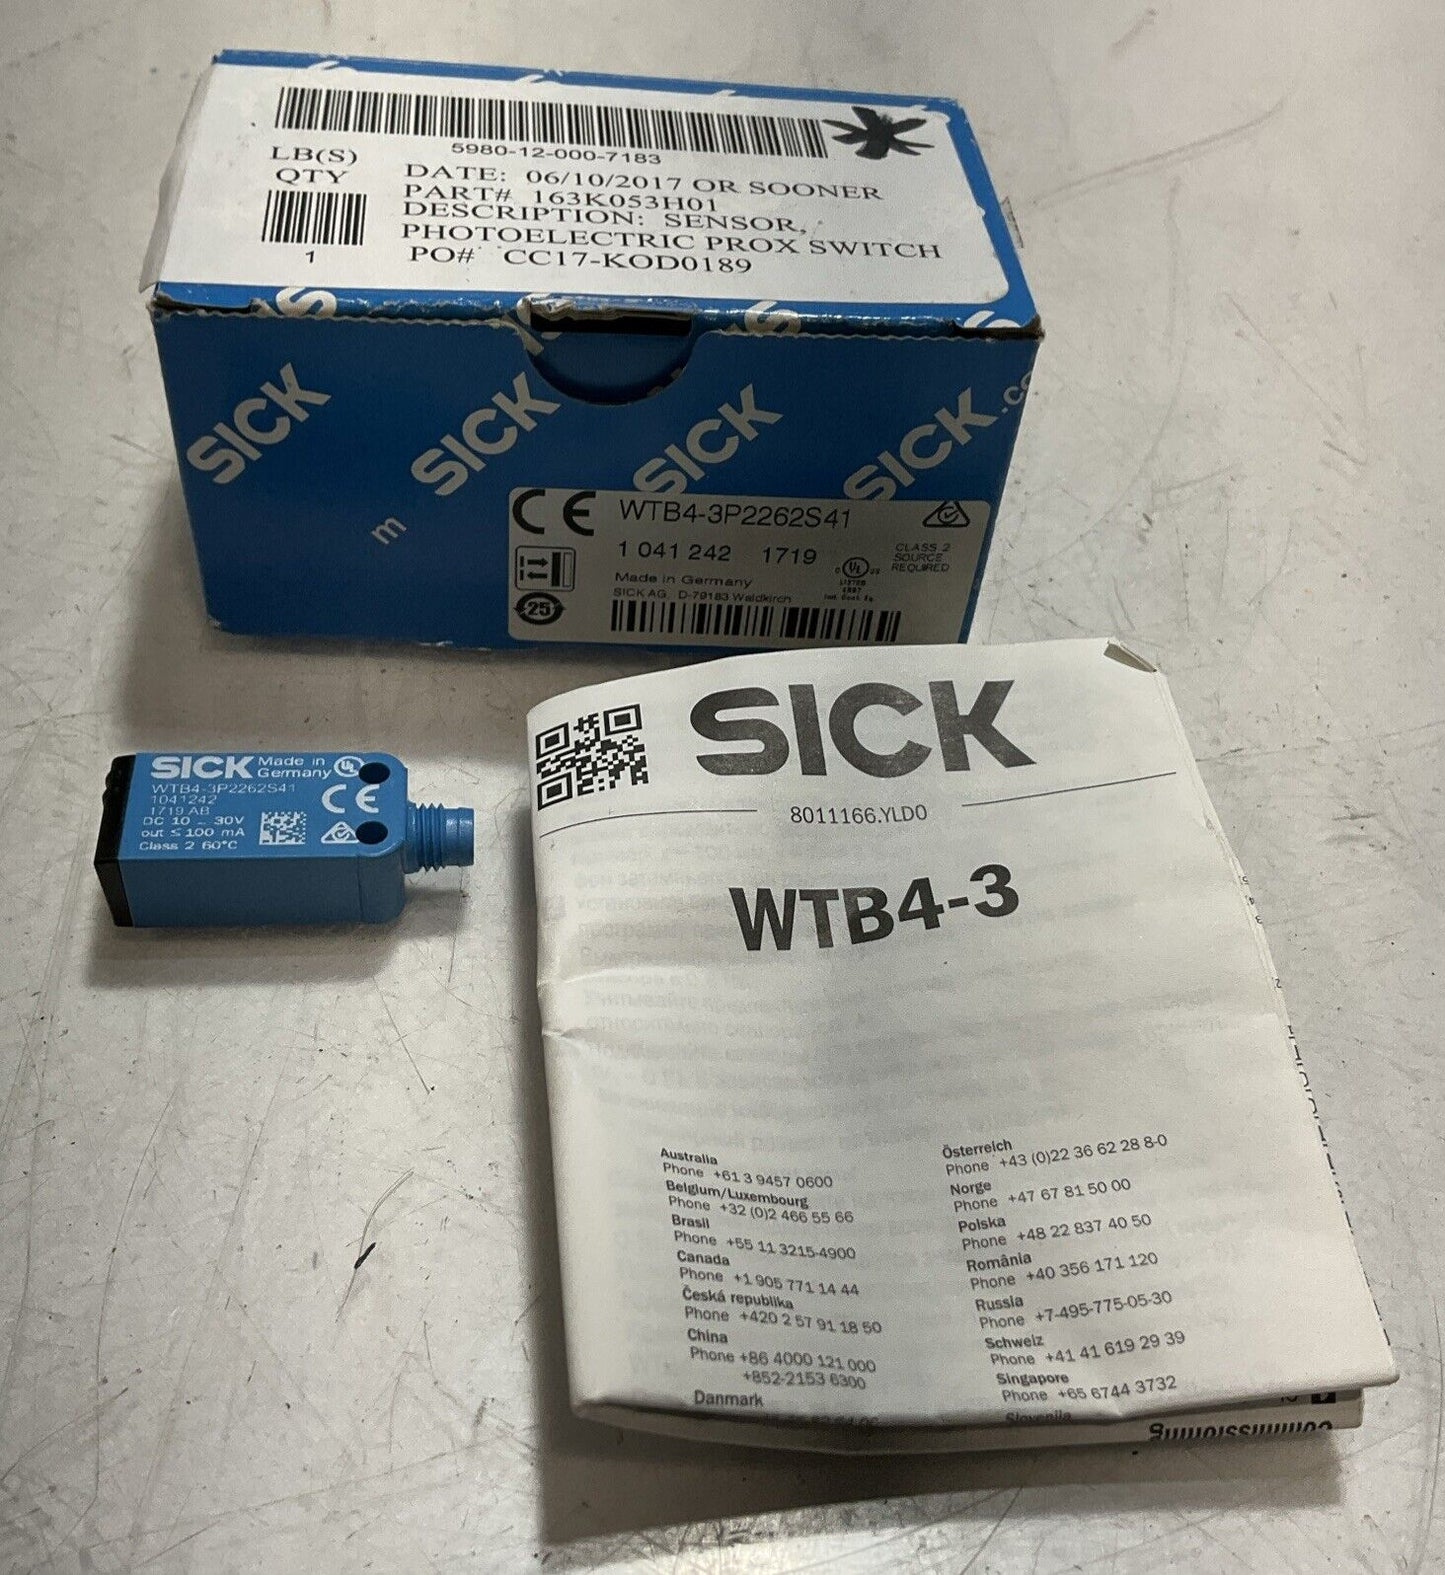 5980-12-000-7183
LB(S)
QTY
1
DATE: 06/10/2017 OR SOONER
PART# 163K053H01
DESCRIPTION: SENSOR,
PHOTOELECTRIC PROX SWITCH
PO# CC17-KOD0189
SICK
m
SICK
SICK
SICK.co
CE
WTB4-3P2262S41
1 041 242 1719
Made in Germany
SICK AG, D-79183 Waldkirch
25
UL
LISTED
CLASS 2
SOURCE
REQUIRED
SICK Made in
Germany
WTB4-3P2262S41
1041242
1719 AB
DC 10 ... 30V
out ≤ 100 mA
Class 2 60°C
CE
SICK
8011166.YLD0
WTB4-3
Australia
Phone +61 3 9457 0600
Belgium/Luxembourg
Phone +32 (0)2 466 55 66
Brasil
Phone +55 11 3215-4900
Canada
Phone +1 905 771 14 44
Česká republika
Phone +420 2 57 91 18 50
China
Phone +86 4000 121 000
+852-2153 6300
Danmark
Österreich
Phone +43 (0)22 36 62 28 8-0
Norge
Phone +47 67 81 50 00
Polska
Phone +48 22 837 40 50
România
Phone +40 356 171 120
Russia
Phone +7-495-775-05-30
Schweiz
Phone +41 41 619 29 39
Singapore
Phone +65 6744 3732
Slovenija